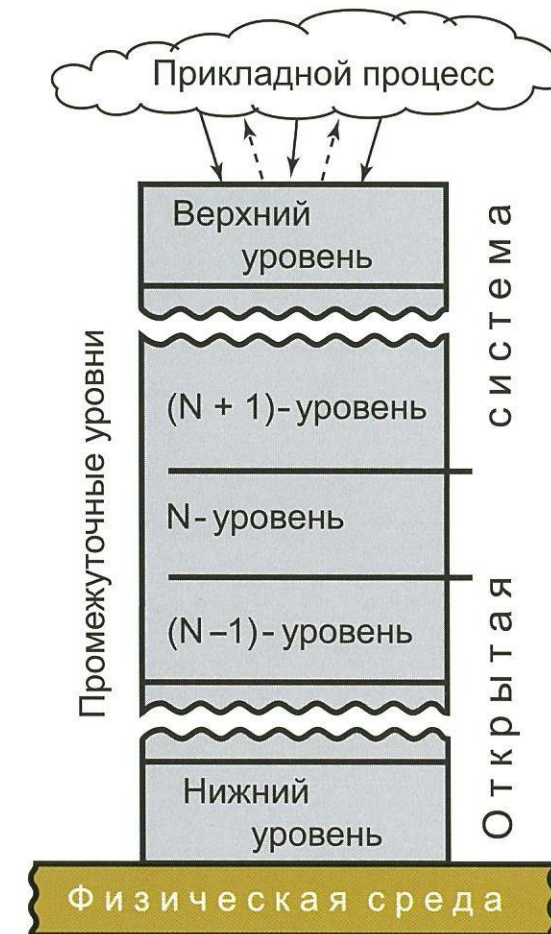 Прикладной процесс
Верхний
уровень
(N + 1)- уровень
N- уровень
(N –1)- уровень
Нижний
уровень
Промежуточные уровни
Открытая система
Физическая среда